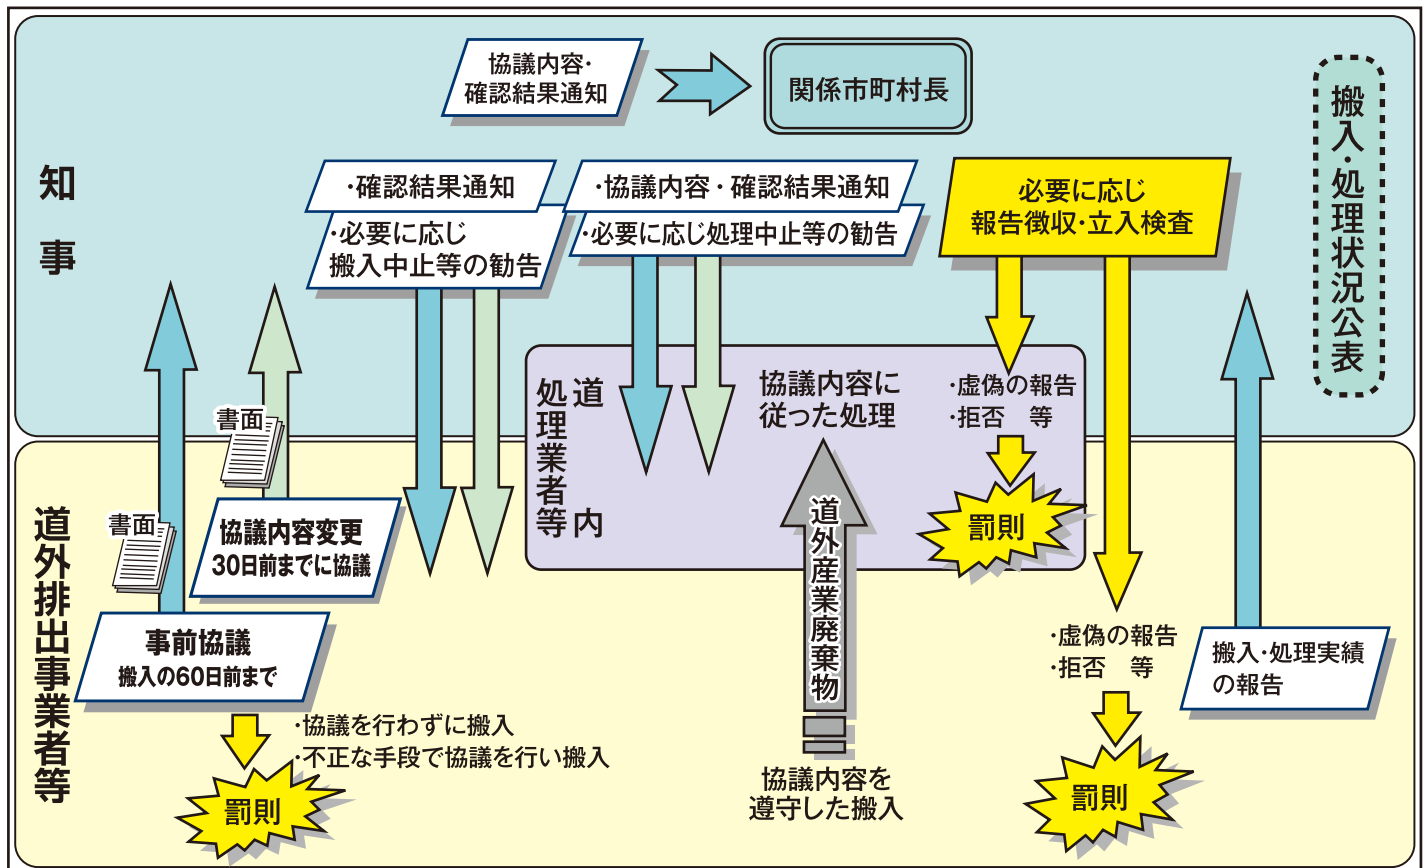 協議内容・
確認結果通知
関係市町村長
搬入・処理状況公表
知事
・確認結果通知
・必要に応じ
搬入中止等の勧告
・協議内容・確認結果通知
・必要に応じ処理中止等の勧告
必要に応じ
報告徴収・立入検査
道内
処理業者等
協議内容に
従った処理
・虚偽の報告
・拒否　等
罰則
書面
協議内容変更
30日前までに協議
書面
事前協議
搬入の60日前まで
道外排出事業者等
・協議を行わずに搬入
・不正な手段で協議を行い搬入
罰則
道外産業廃棄物
協議内容を
遵守した搬入
・虚偽の報告
・拒否　等
罰則
搬入・処理実績
の報告